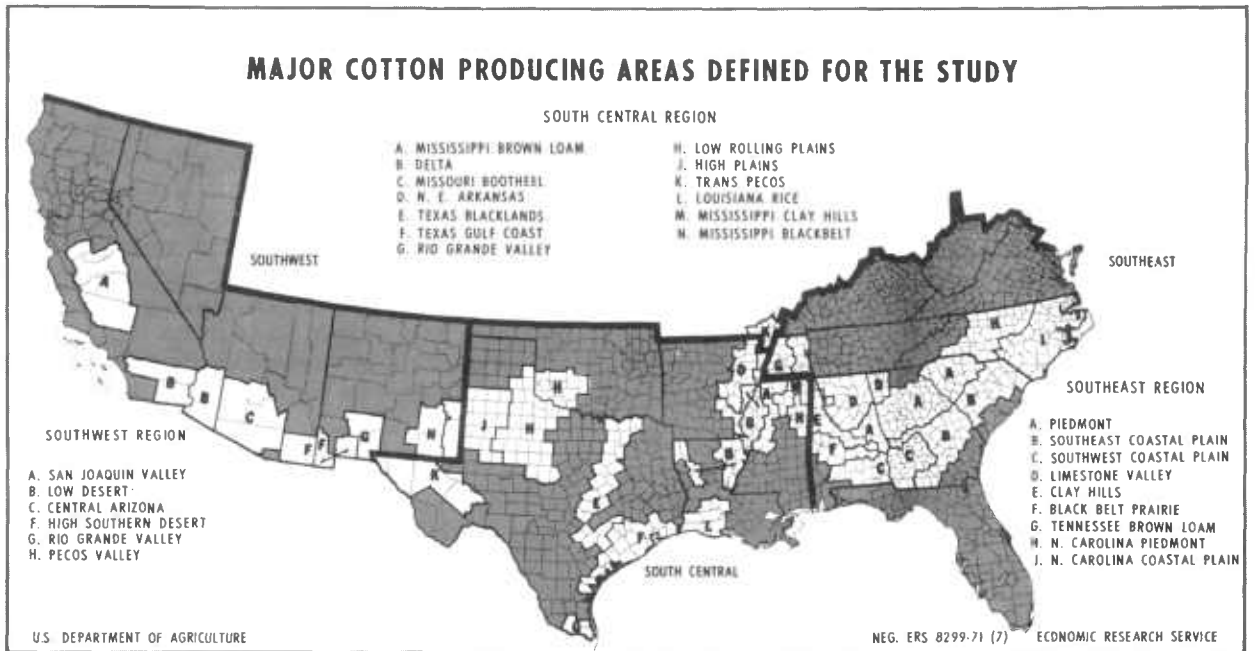 MAJOR COTTON PRODUCING AREAS DEFINED FOR THE STUDY
SOUTH CENTRAL REGION
A. MISSISSIPPI BROWN LOAM
B. DELTA
C. MISSOURI BOOTHEEL
D. N. E. ARKANSAS
E. TEXAS BLACKLANDS
F. TEXAS GULF COAST
G. RIO GRANDE VALLEY
H. LOW ROLLING PLAINS
J. HIGH PLAINS
K. TRANS PECOS
L. LOUISIANA RICE
M. MISSISSIPPI CLAY HILLS
N. MISSISSIPPI BLACKBELT
SOUTHWEST
SOUTHEAST
SOUTH CENTRAL
SOUTHWEST REGION
A. SAN JOAQUIN VALLEY
B. LOW DESERT
C. CENTRAL ARIZONA
F. HIGH SOUTHERN DESERT
G. RIO GRANDE VALLEY
H. PECOS VALLEY
SOUTHEAST REGION
A. PIEDMONT
B. SOUTHEAST COASTAL PLAIN
C. SOUTHWEST COASTAL PLAIN
D. LIMESTONE VALLEY
E. CLAY HILLS
F. BLACK BELT PRAIRIE
G. TENNESSEE BROWN LOAM
H. N. CAROLINA PIEDMONT
J. N. CAROLINA COASTAL PLAIN
A
B
B
C
F
F
G
H
K
J
H
H
E
F
L
B
D
B
A
G
E
D
D
A
F
C
C
A
A
B
B
H
U.S. DEPARTMENT OF AGRICULTURE
NEG. ERS 8299-71 (7) ECONOMIC RESEARCH SERVICE